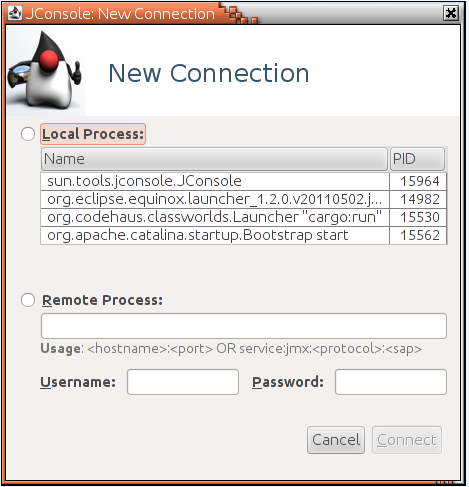 JConsole: New Connection
New Connection
Local Process:
Name PID
sun.tools.jconsole.JConsole 15964
org.eclipse.equinox.launcher_1.2.0.v20110502.j... 14982
org.codehaus.classworlds.Launcher "cargo:run" 15530
org.apache.catalina.startup.Bootstrap start 15562
Remote Process:
Usage: <hostname>:<port> OR service:jmx:<protocol>:<sap>
Username: Password:
Cancel Connect